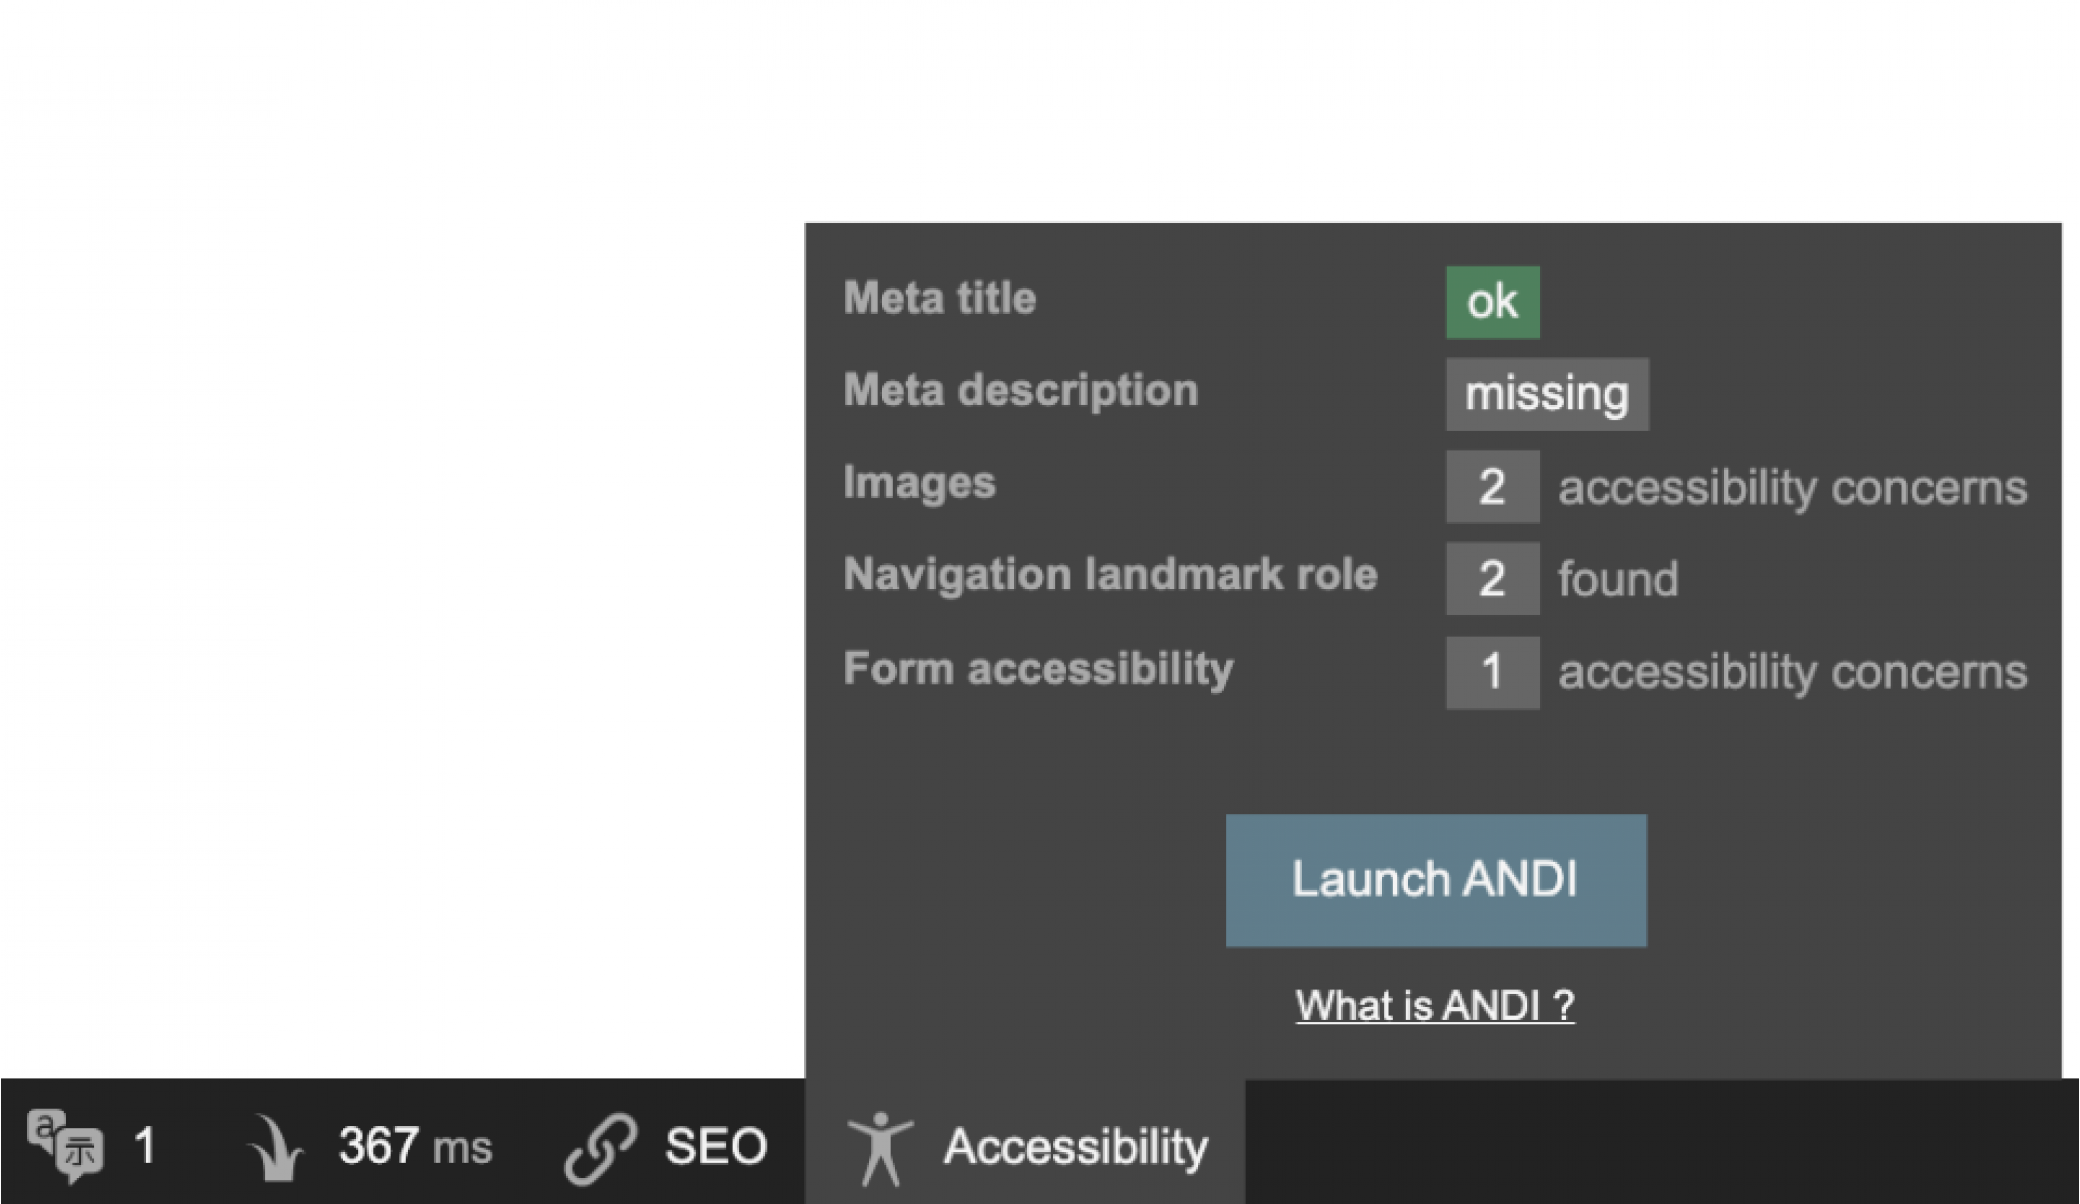 Meta title ok
Meta description missing
Images 2 accessibility concerns
Navigation landmark role 2 found
Form accessibility 1 accessibility concerns
Launch ANDI
What is ANDI ?
a 示 1 367 ms SEO Accessibility